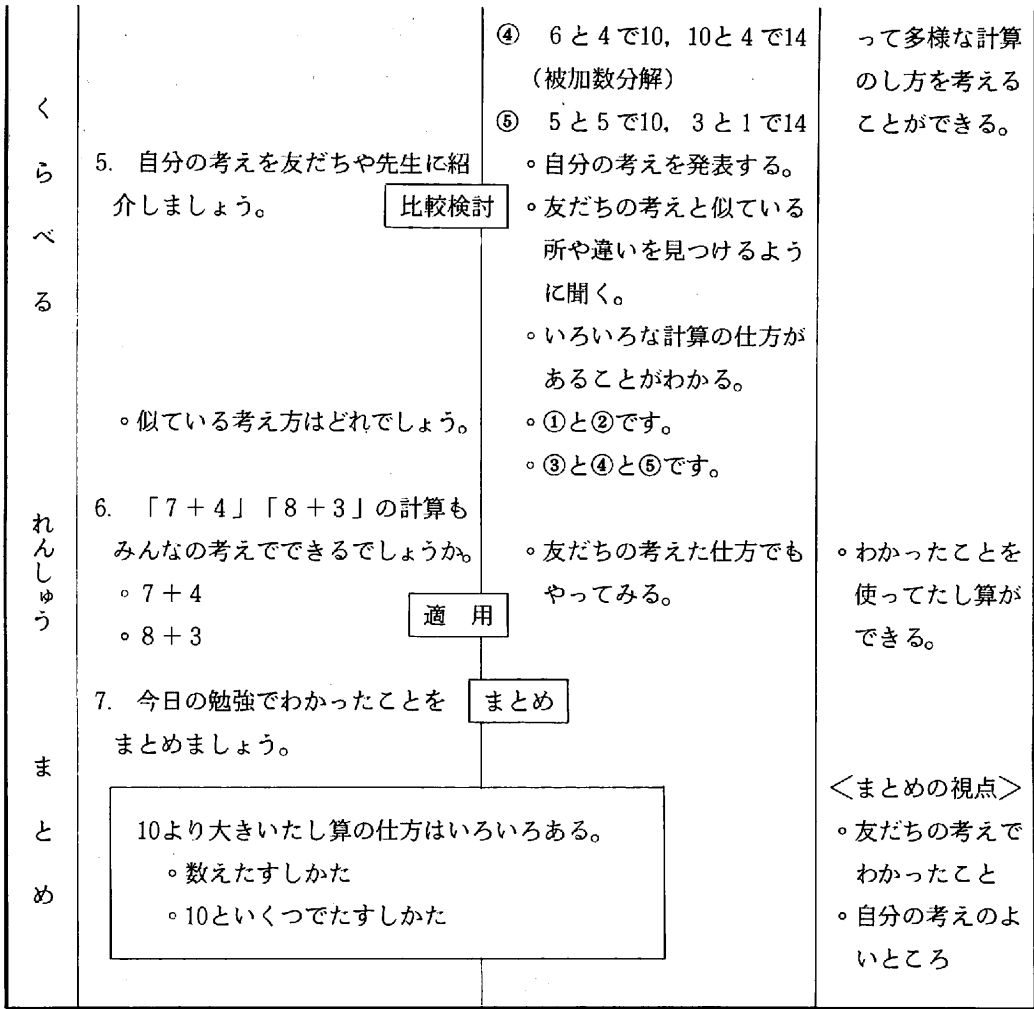 くらべる
5. 自分の考えを友だちや先生に紹
介しましょう。
比較検討
。似ている考え方はどれでしょう。
④ 6と4で10, 10と4で14
(被加数分解)
⑤ 5と5で10, 3と1で14
。自分の考えを発表する。
。友だちの考えと似ている
所や違いを見つけるよう
に聞く。
。いろいろな計算の仕方が
あることがわかる。
。①と②です。
。③と④と⑤です。
って多様な計算
のし方を考える
ことができる。
れんしゅう
6. 「7+4」「8+3」の計算も
みんなの考えでできるでしょうか。
。7+4
。8+3
適 用
。友だちの考えた仕方でも
やってみる。
。わかったことを
使ってたし算が
できる。
まとめ
7. 今日の勉強でわかったことを
まとめましょう。
まとめ
10より大きいたし算の仕方はいろいろある。
。数えたすしかた
。10といくつでたすしかた
<まとめの視点>
。友だちの考えで
わかったこと
。自分の考えのよ
いところ